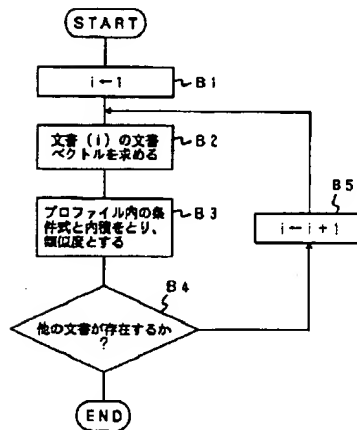 START
i←1
B1
文書(i)の文書
ベクトルを求める
B2
プロファイル内の条
件式と内積をとり、
類似度とする
B3
B5
i←i+1
B4
他の文書が存在するか
?
END